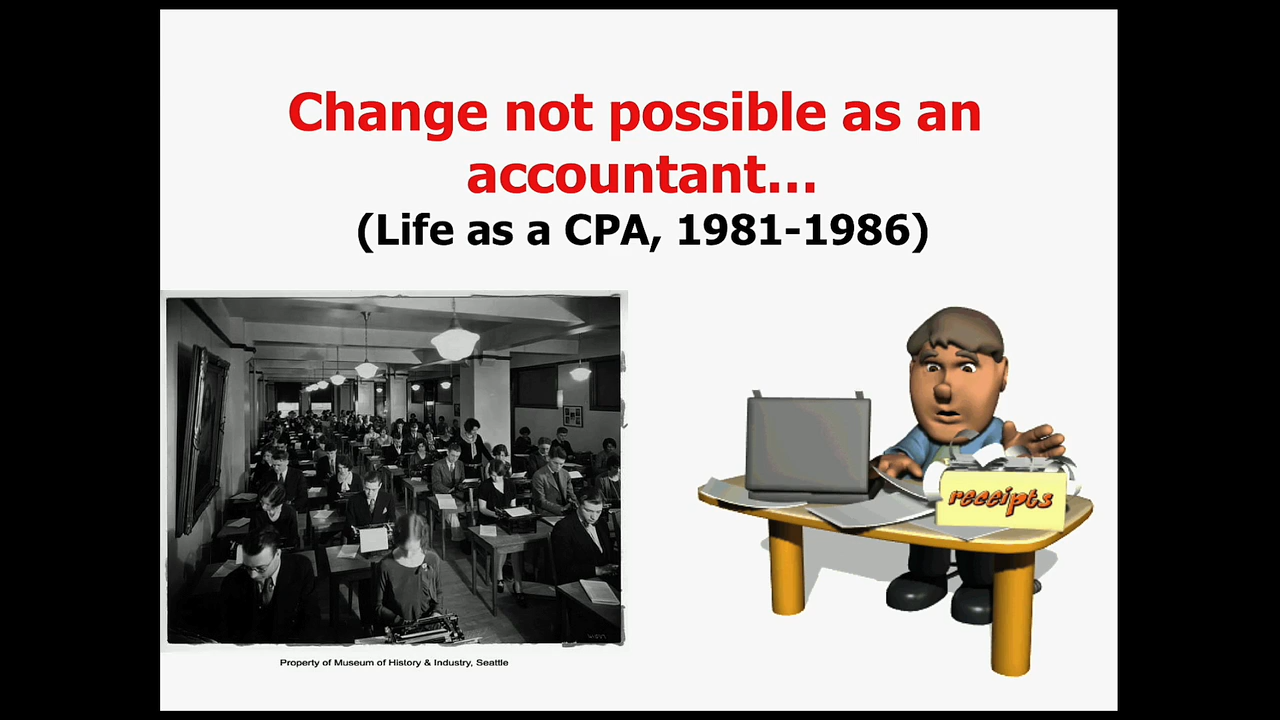 Change not possible as an
accountant...
(Life as a CPA, 1981-1986)
receipts
Property of Museum of History & Industry, Seattle